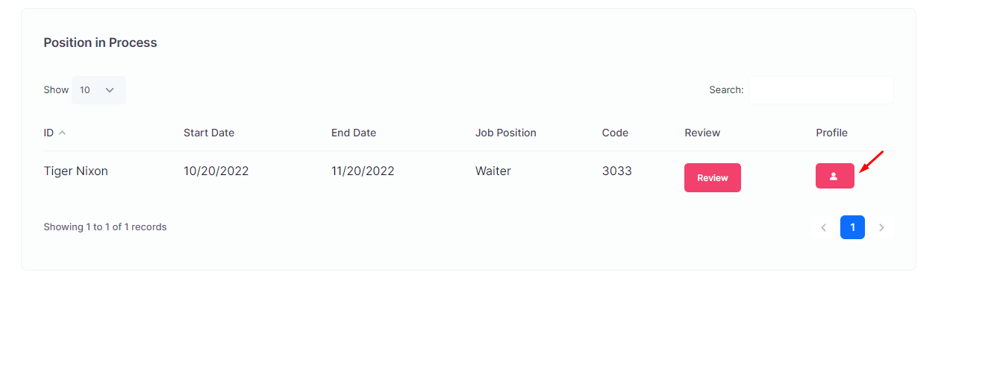 Position in Process
Show 10 Search:
ID Start Date End Date Job Position Code Review Profile
Tiger Nixon 10/20/2022 11/20/2022 Waiter 3033 Review
Showing 1 to 1 of 1 records 1